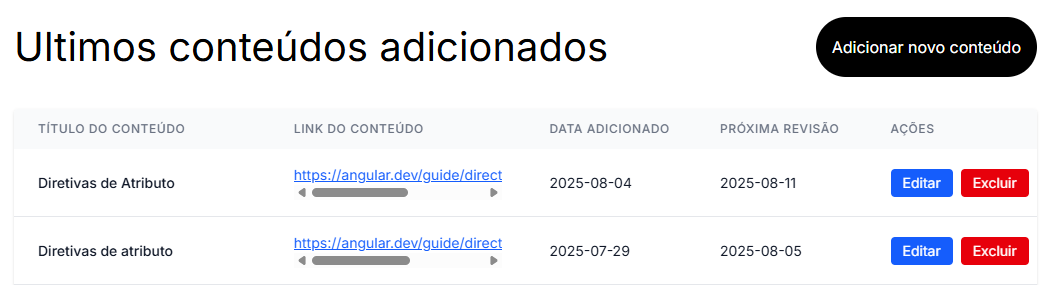 Ultimos conteúdos adicionados
Adicionar novo conteúdo
TÍTULO DO CONTEÚDO LINK DO CONTEÚDO DATA ADICIONADO PRÓXIMA REVISÃO AÇÕES
Diretivas de Atributo https://angular.dev/guide/direct 2025-08-04 2025-08-11 Editar Excluir
Diretivas de atributo https://angular.dev/guide/direct 2025-07-29 2025-08-05 Editar Excluir